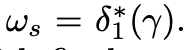 ωₛ = δ₁*(γ).